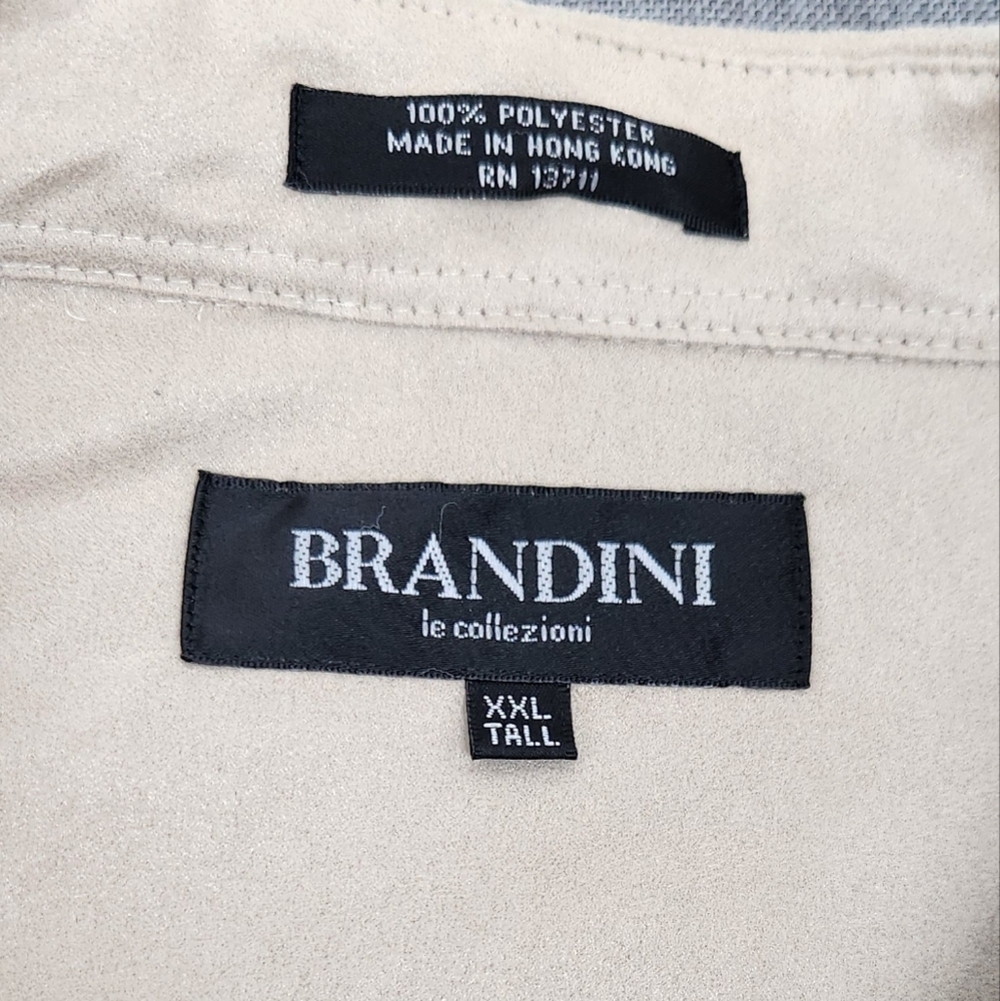 100% POLYESTER
MADE IN HONG KONG
RN 13711
BRANDINI
le collezioni
XXL
TALL